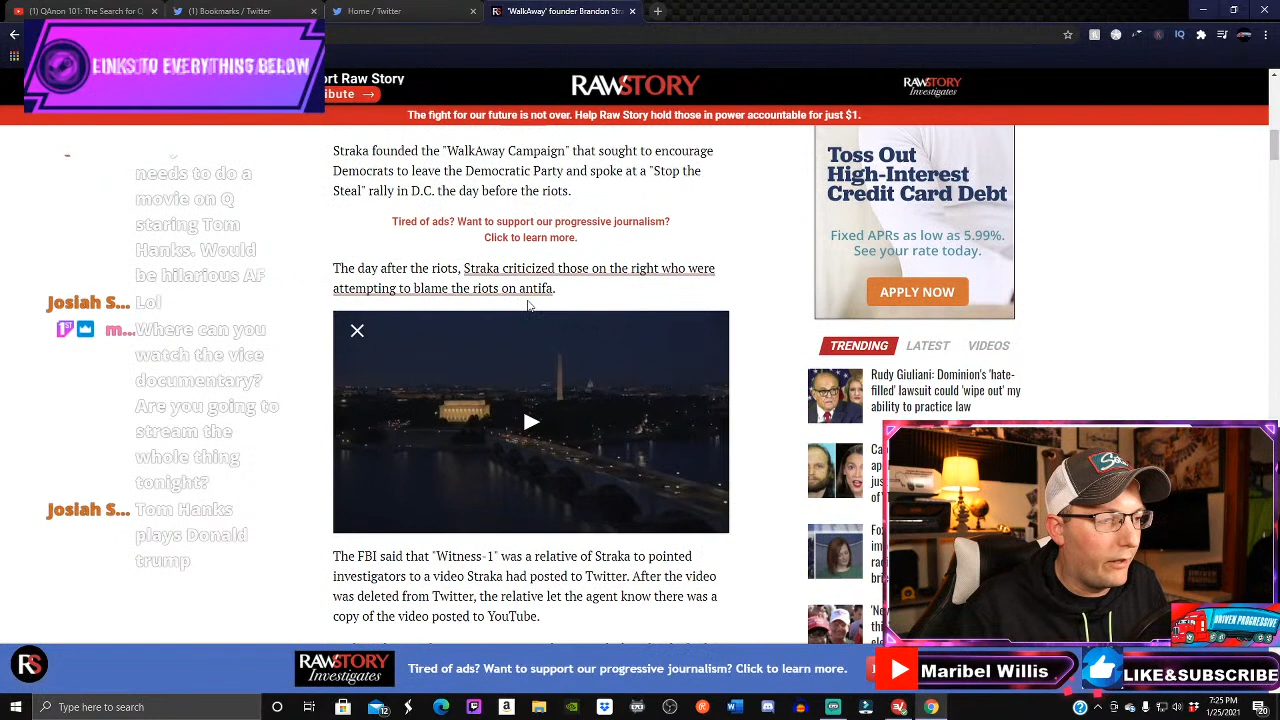 (1) QAnon 101: The Search for Q
(1) Bookmarks / Twitter
Home / Twitter
'WalkAway founder Brandon Str
LINKS TO EVERYTHING BELOW
ort Raw Story
ibute →
RAWSTORY
RAWSTORY
Investigates
The fight for our future is not over. Help Raw Story hold those in power accountable for just $1.
Straka founded the "WalkAway Campaign" that sought to encourage
Democrats to leave the Democratic Party and spoke at a "Stop the
Steal" rally in D.C. the day before the riots.
Tired of ads? Want to support our progressive journalism?
Click to learn more.
The day after the riots, Straka criticized those on the right who were
attempting to blame the riots on antifa.
The FBI said that "Witness-1" was a relative of Straka to pointed
investigators to a video Straka had posted to Twitter. After the video
was deleted from Twitter, the relative let the agent know there was a
copy of the video posted to YouTube.
needs to do a
movie on Q
staring Tom
Hanks. Would
be hilarious AF
Josiah S... Lol
1ST m... Where can you
watch the vice
documentary?
Are you going to
stream the
whole thing
tonight?
Josiah S... Tom Hanks
plays Donald
trump
Toss Out
High-Interest
Credit Card Debt
Fixed APRs as low as 5.99%.
See your rate today.
APPLY NOW
TRENDING LATEST VIDEOS
Rudy Giuliani: Dominion's 'hate-
filled' lawsuit could 'wipe out' my
ability to practice law
DRIVEN PROGRESSIVE
RS
RAWSTORY
Investigates
Tired of ads? Want to support our progressive journalism? Click to learn more.
Maribel Willis
LIKE&SUBSCRIBE
Type here to search
7:25 PM
1/25/2021